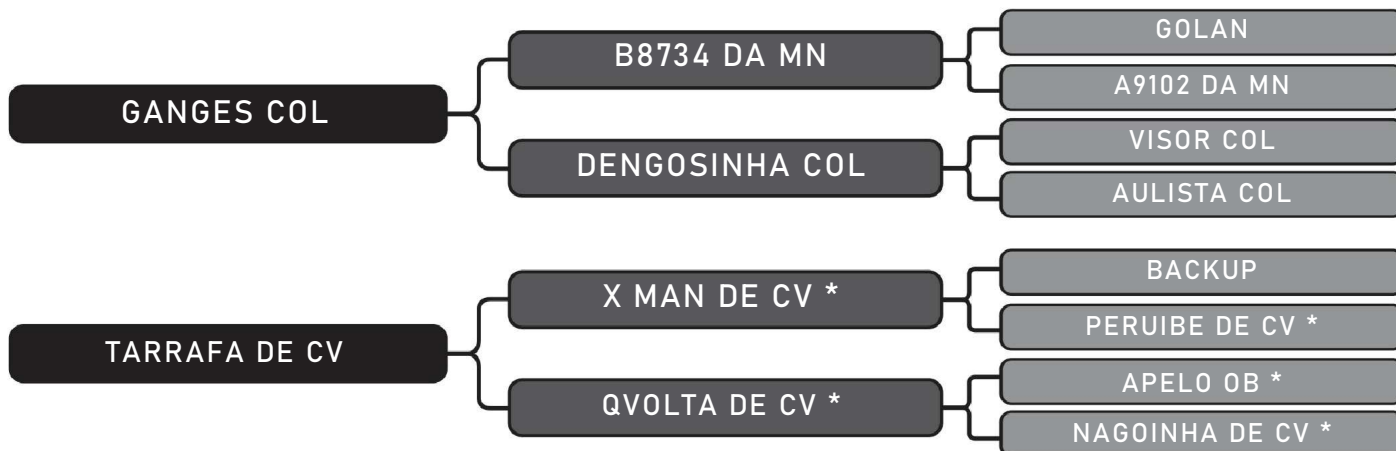 GANGES COL
B8734 DA MN
DENGOSINHA COL
GOLAN
A9102 DA MN
VISOR COL
AULISTA COL
TARRAFA DE CV
X MAN DE CV *
QVOLTA DE CV *
BACKUP
PERUIBE DE CV *
APELO OB *
NAGOINHA DE CV *